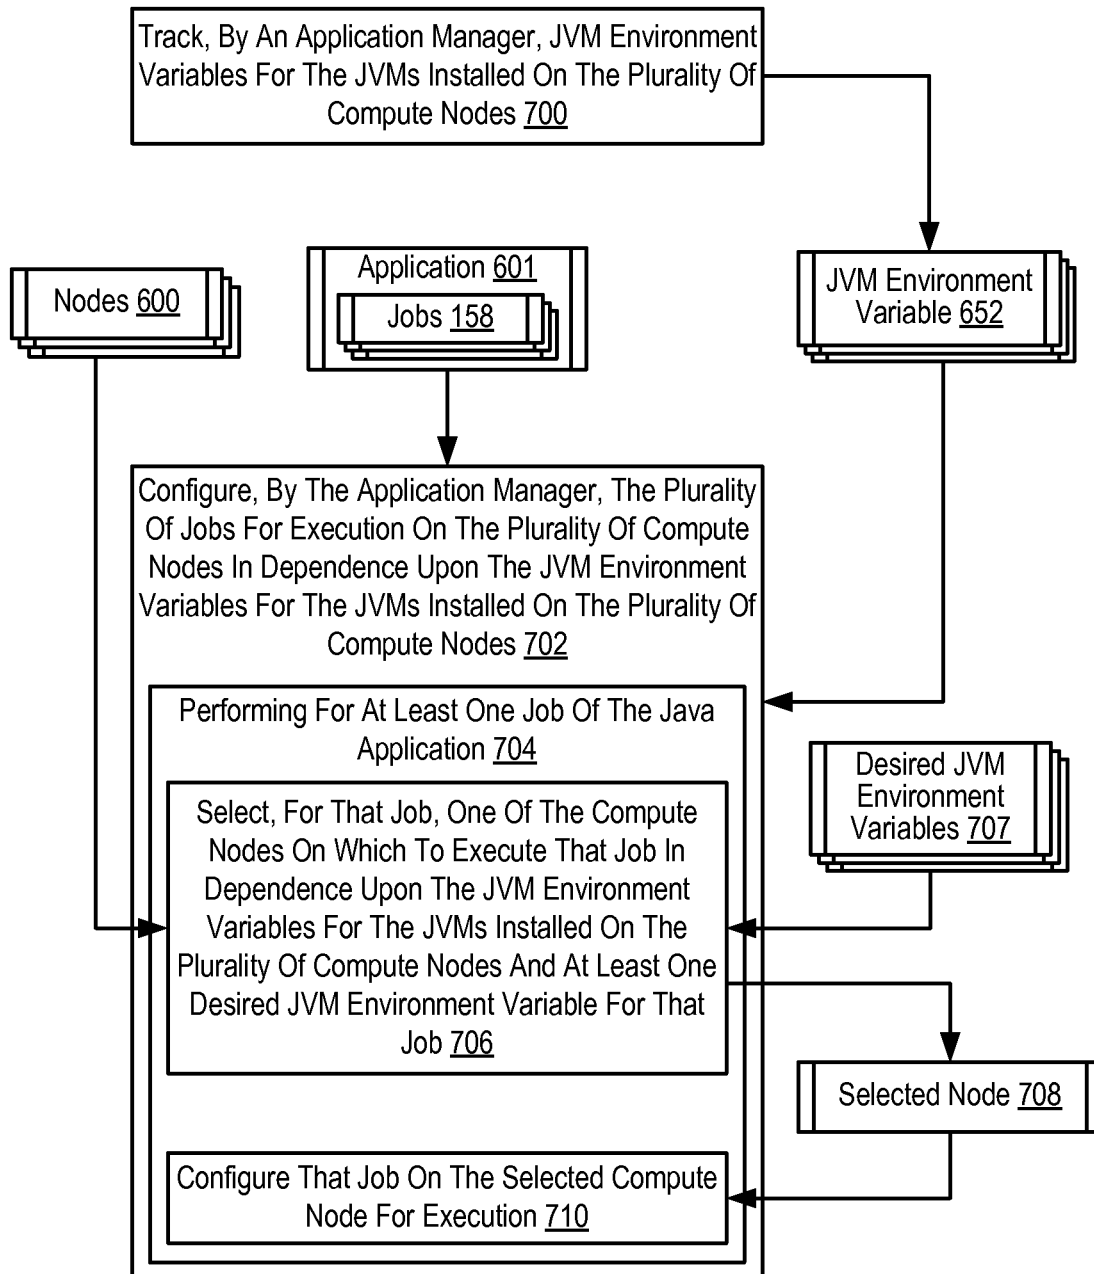 Track, By An Application Manager, JVM Environment
Variables For The JVMs Installed On The Plurality Of
Compute Nodes 700
Nodes 600
Application 601
Jobs 158
JVM Environment
Variable 652
Configure, By The Application Manager, The Plurality
Of Jobs For Execution On The Plurality Of Compute
Nodes In Dependence Upon The JVM Environment
Variables For The JVMs Installed On The Plurality Of
Compute Nodes 702
Performing For At Least One Job Of The Java
Application 704
Desired JVM
Environment
Variables 707
Select, For That Job, One Of The Compute
Nodes On Which To Execute That Job In
Dependence Upon The JVM Environment
Variables For The JVMs Installed On The
Plurality Of Compute Nodes And At Least One
Desired JVM Environment Variable For That
Job 706
Selected Node 708
Configure That Job On The Selected Compute
Node For Execution 710